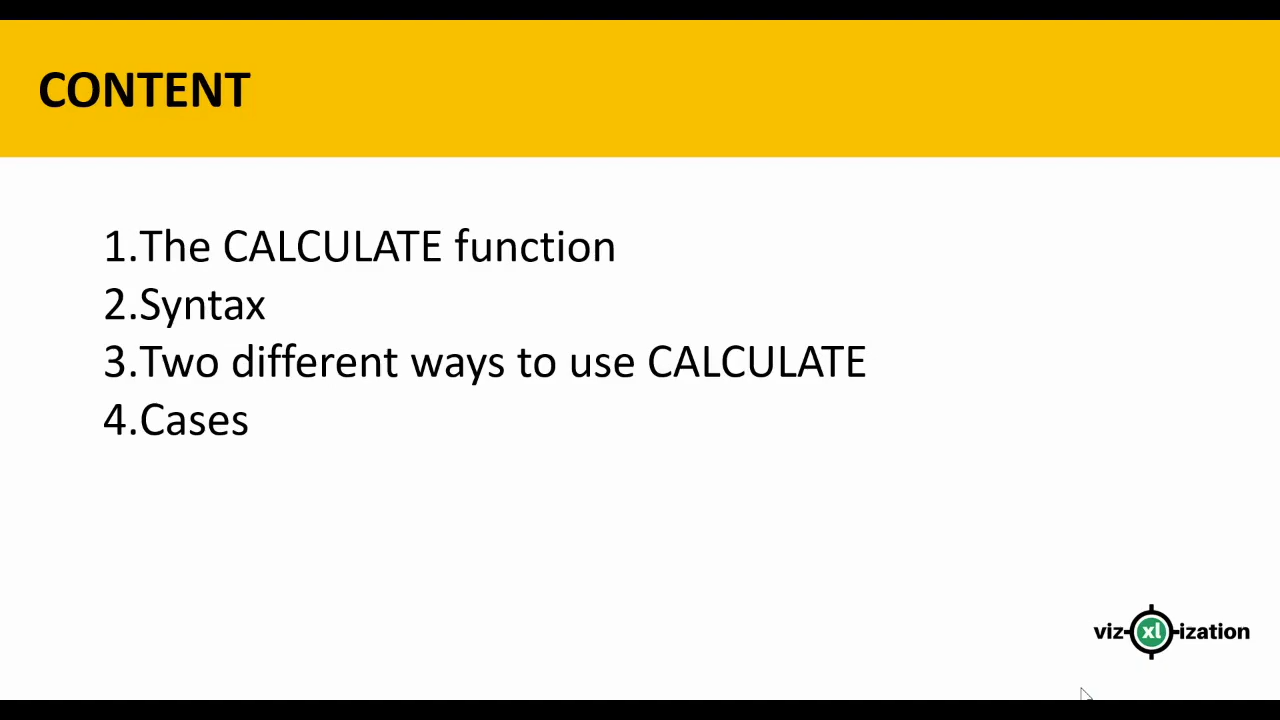 CONTENT
1.The CALCULATE function
2.Syntax
3.Two different ways to use CALCULATE
4.Cases
viz-xl-ization